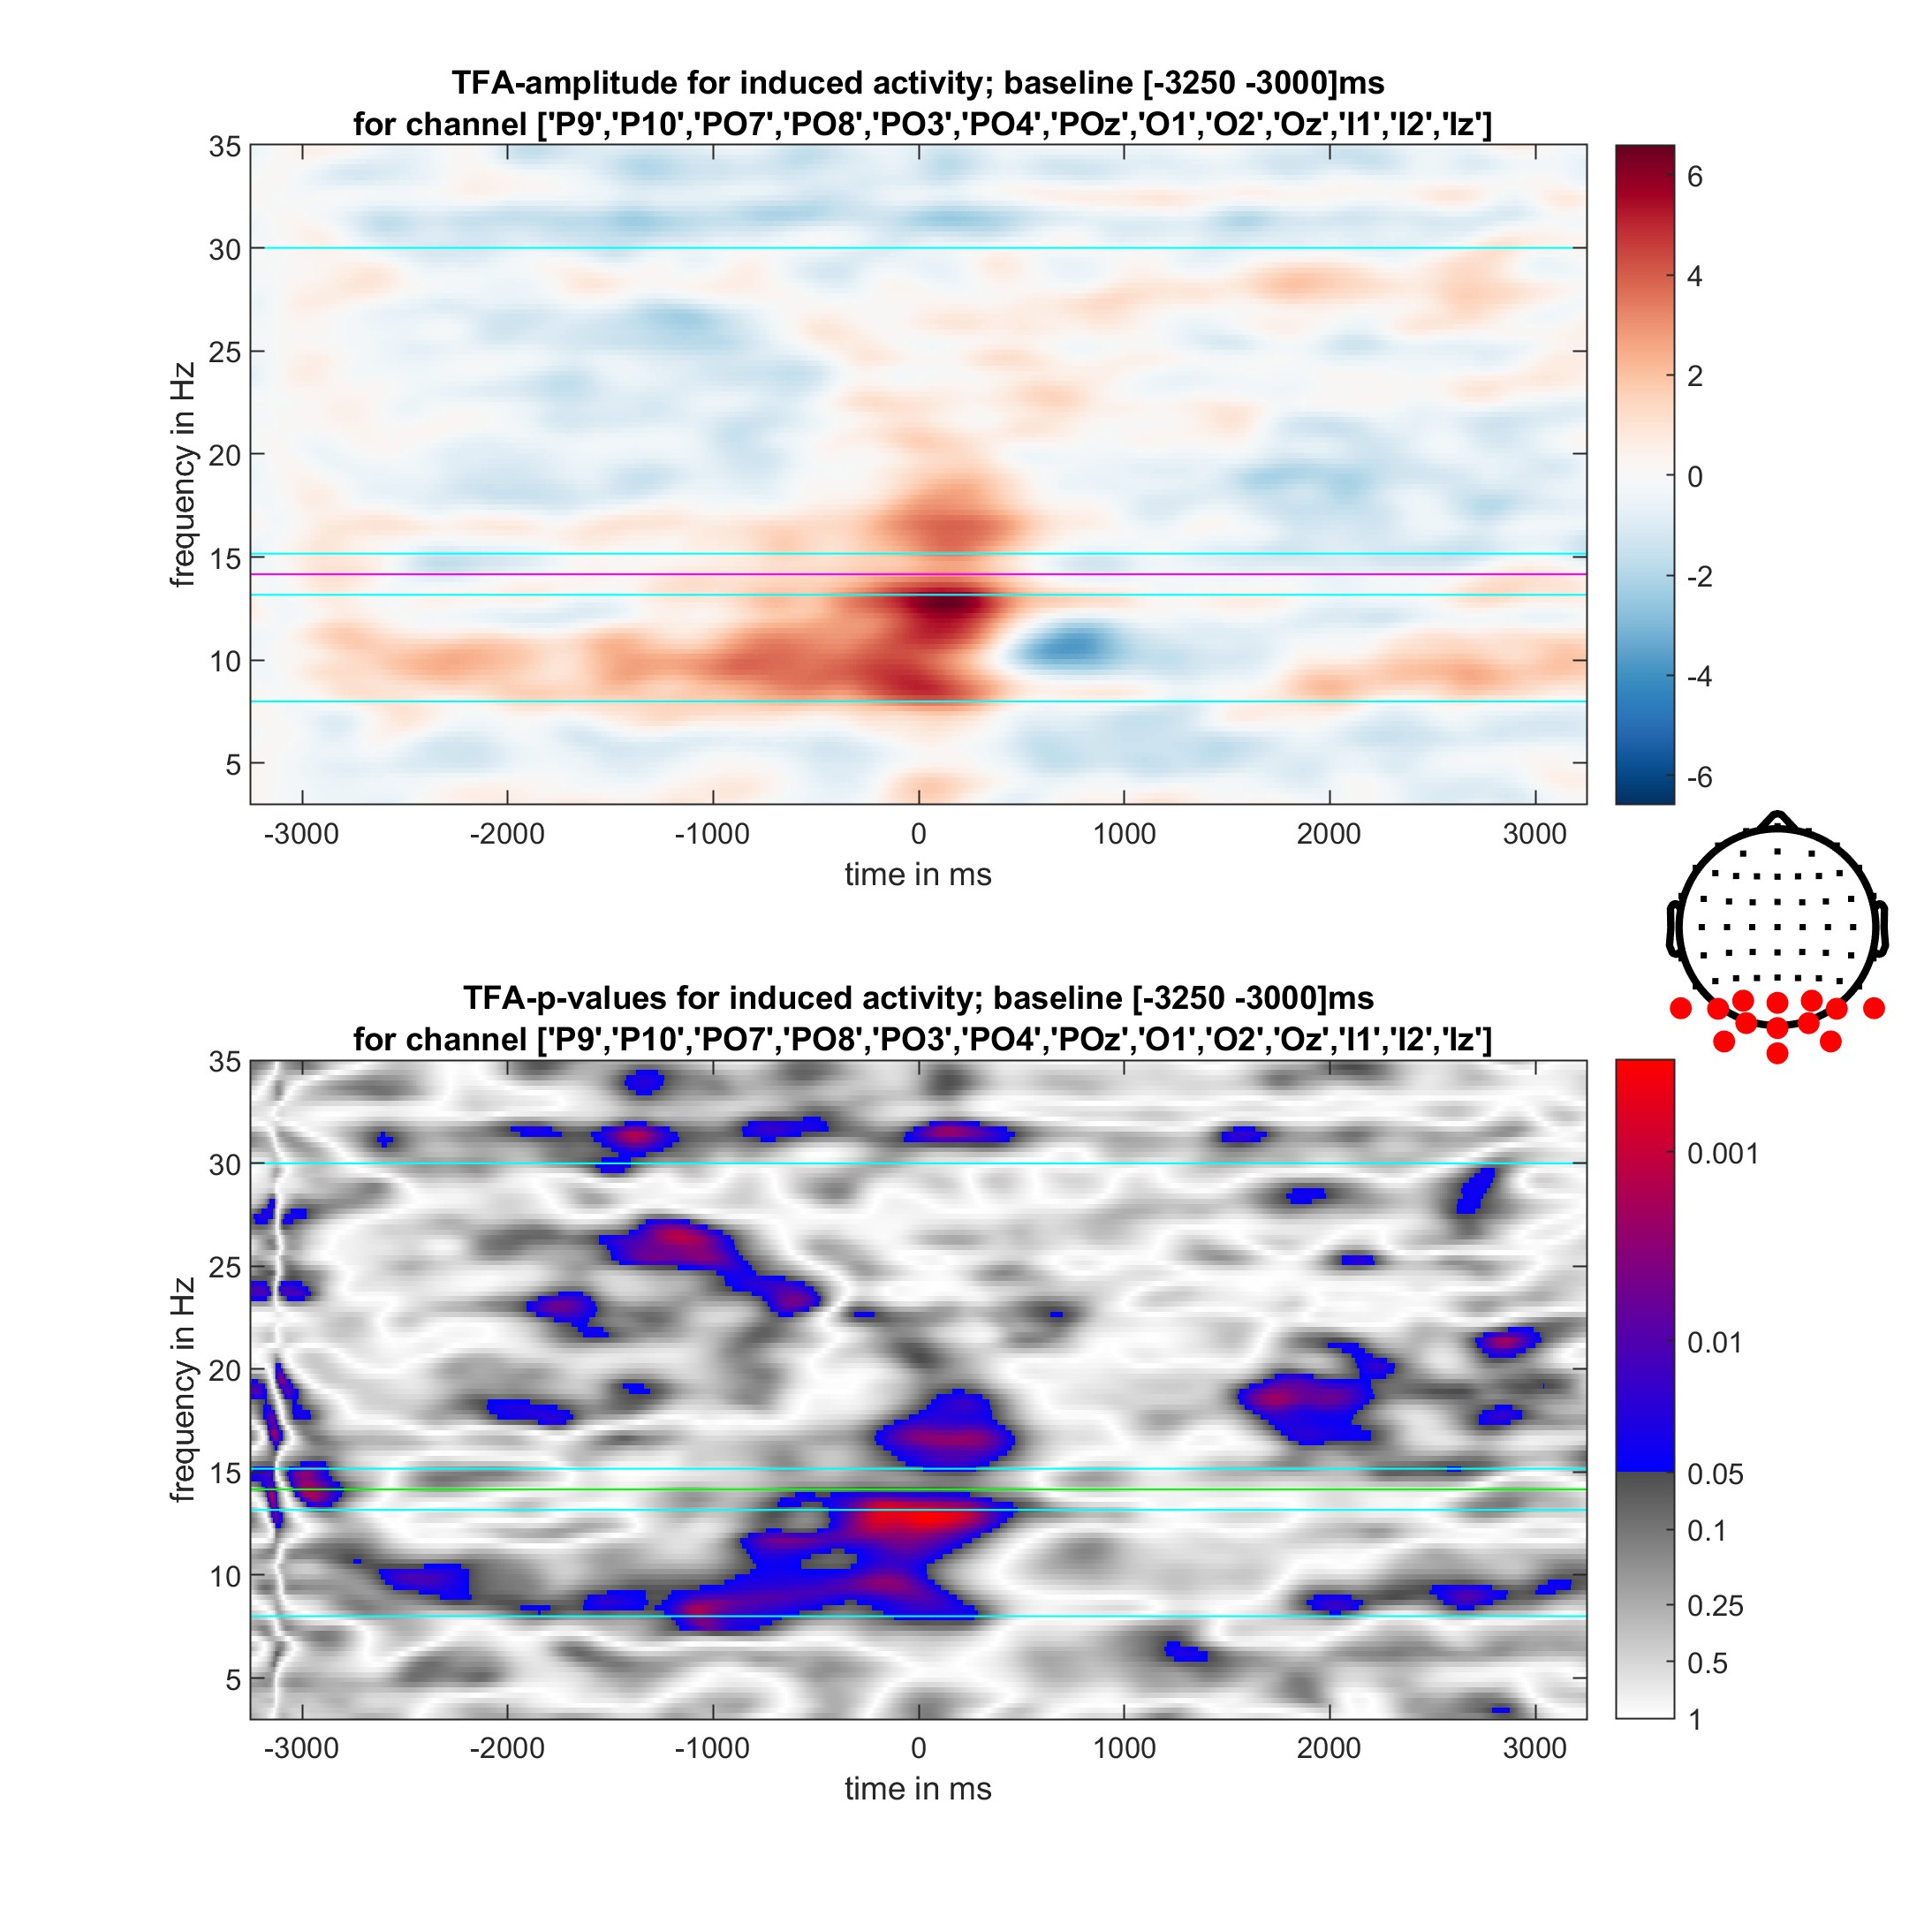 TFA-amplitude for induced activity; baseline [-3250 -3000]ms
for channel ['P9','P10','PO7','PO8','PO3','PO4','POz','O1','O2','Oz','I1','I2','Iz']
35
30
25
20
15
10
5
frequency in Hz
-3000 -2000 -1000 0 1000 2000 3000
time in ms
6
4
2
0
-2
-4
-6
TFA-p-values for induced activity; baseline [-3250 -3000]ms
for channel ['P9','P10','PO7','PO8','PO3','PO4','POz','O1','O2','Oz','I1','I2','Iz']
35
30
25
20
15
10
5
frequency in Hz
-3000 -2000 -1000 0 1000 2000 3000
time in ms
0.001
0.01
0.05
0.1
0.25
0.5
1